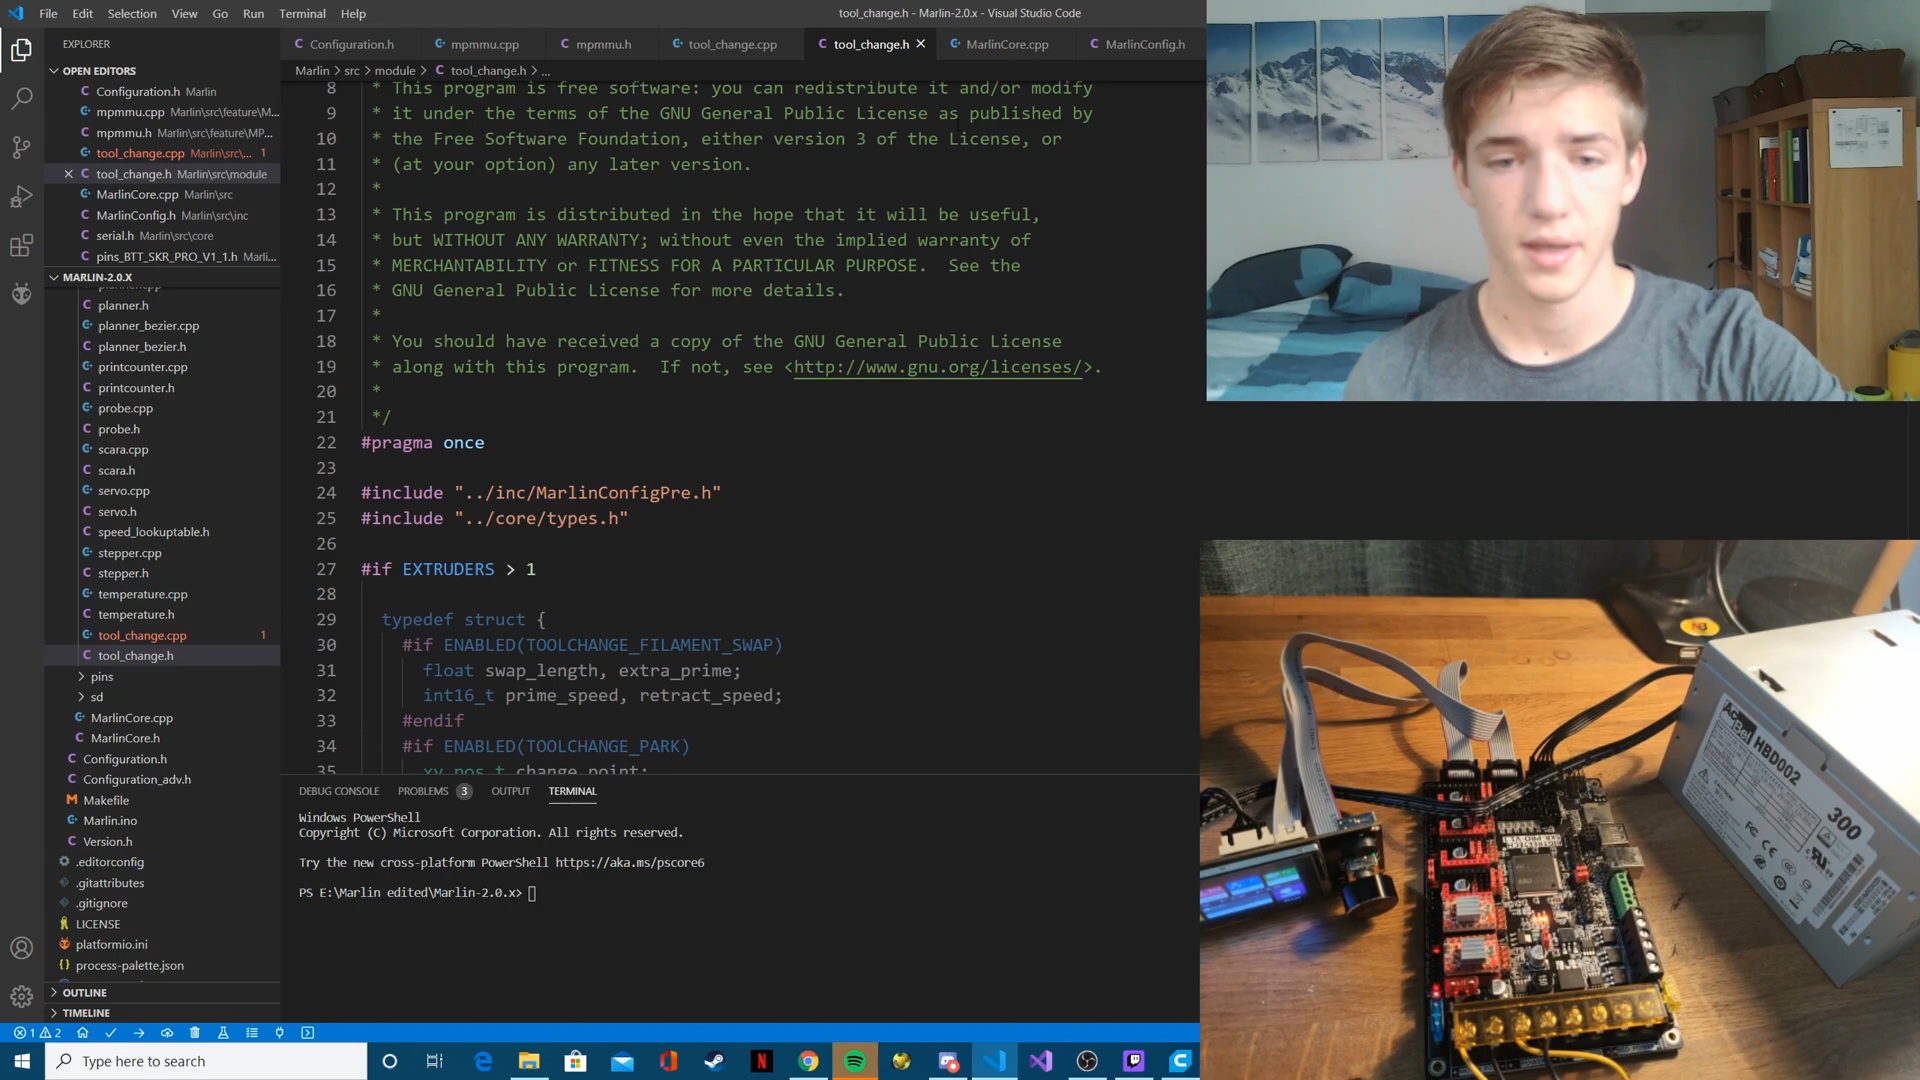 File Edit Selection View Go Run Terminal Help
tool_change.h - Marlin-2.0.x - Visual Studio Code
EXPLORER
OPEN EDITORS
Configuration.h Marlin
mpmmu.cpp Marlin\src\feature\M...
mpmmu.h Marlin\src\feature\MP...
tool_change.cpp Marlin\src\... 1
tool_change.h Marlin\src\module
MarlinCore.cpp Marlin\src
MarlinConfig.h Marlin\src\inc
serial.h Marlin\src\core
pins_BTT_SKR_PRO_V1_1.h Marli...
MARLIN-2.0.X
planner.cpp
planner.h
planner_bezier.cpp
planner_bezier.h
printcounter.cpp
printcounter.h
probe.cpp
probe.h
scara.cpp
scara.h
servo.cpp
servo.h
speed_lookuptable.h
stepper.cpp
stepper.h
temperature.cpp
temperature.h
tool_change.cpp 1
tool_change.h
pins
sd
MarlinCore.cpp
MarlinCore.h
Configuration.h
Configuration_adv.h
Makefile
Marlin.ino
Version.h
.editorconfig
.gitattributes
.gitignore
LICENSE
platformio.ini
process-palette.json
OUTLINE
TIMELINE
Configuration.h mpmmu.cpp mpmmu.h tool_change.cpp tool_change.h MarlinCore.cpp MarlinConfig.h
Marlin > src > module > tool_change.h > ...
8 * This program is free software: you can redistribute it and/or modify
9 * it under the terms of the GNU General Public License as published by
10 * the Free Software Foundation, either version 3 of the License, or
11 * (at your option) any later version.
12 *
13 * This program is distributed in the hope that it will be useful,
14 * but WITHOUT ANY WARRANTY; without even the implied warranty of
15 * MERCHANTABILITY or FITNESS FOR A PARTICULAR PURPOSE.  See the
16 * GNU General Public License for more details.
17 *
18 * You should have received a copy of the GNU General Public License
19 * along with this program.  If not, see <http://www.gnu.org/licenses/>.
20 *
21 */
22 #pragma once
23
24 #include "../inc/MarlinConfigPre.h"
25 #include "../core/types.h"
26
27 #if EXTRUDERS > 1
28
29 typedef struct {
30 #if ENABLED(TOOLCHANGE_FILAMENT_SWAP)
31 float swap_length, extra_prime;
32 int16_t prime_speed, retract_speed;
33 #endif
34 #if ENABLED(TOOLCHANGE_PARK)
35 xy_pos_t change_point;
DEBUG CONSOLE PROBLEMS 3 OUTPUT TERMINAL
Windows PowerShell
Copyright (C) Microsoft Corporation. All rights reserved.
Try the new cross-platform PowerShell https://aka.ms/pscore6
PS E:\Marlin edited\Marlin-2.0.x>
1 2
Type here to search
AcBel HBD002
300